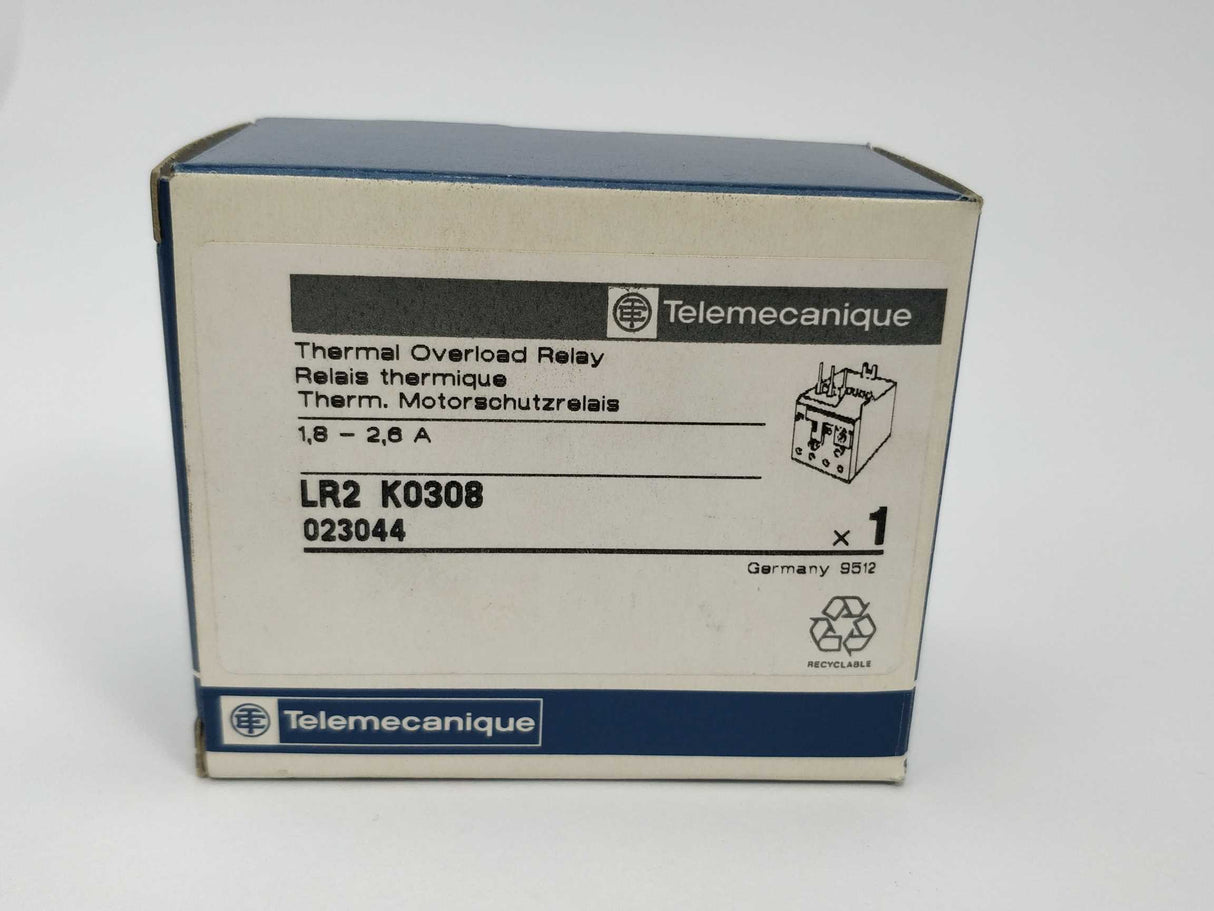 Telemecanique
Thermal Overload Relay
Relais thermique
Therm. Motorschutzrelais
1,8 - 2,6 A
LR2 K0308
023044
x 1
Germany 9512
RECYCLABLE
Telemecanique